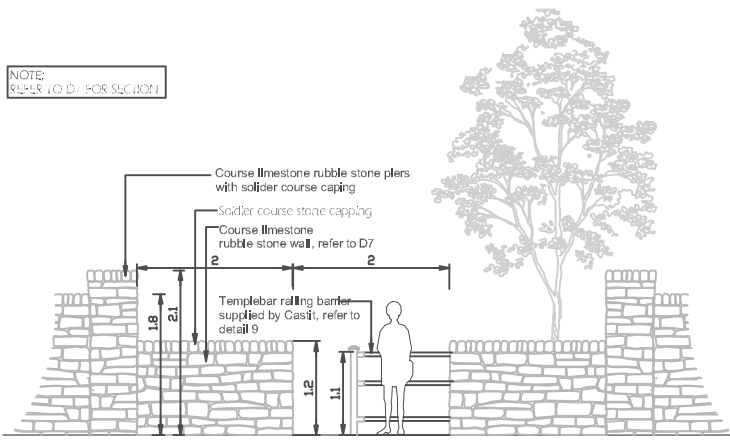 NOTE:
REFER TO D7 FOR SECTION
Course limestone rubble stone piers
with solider course caping
Soldier course stone capping
Course limestone
rubble stone wall, refer to D7
2
2
Templebar railing barrier
supplied by Castit, refer to
detail 9
1.8
2.1
1.2
1.1